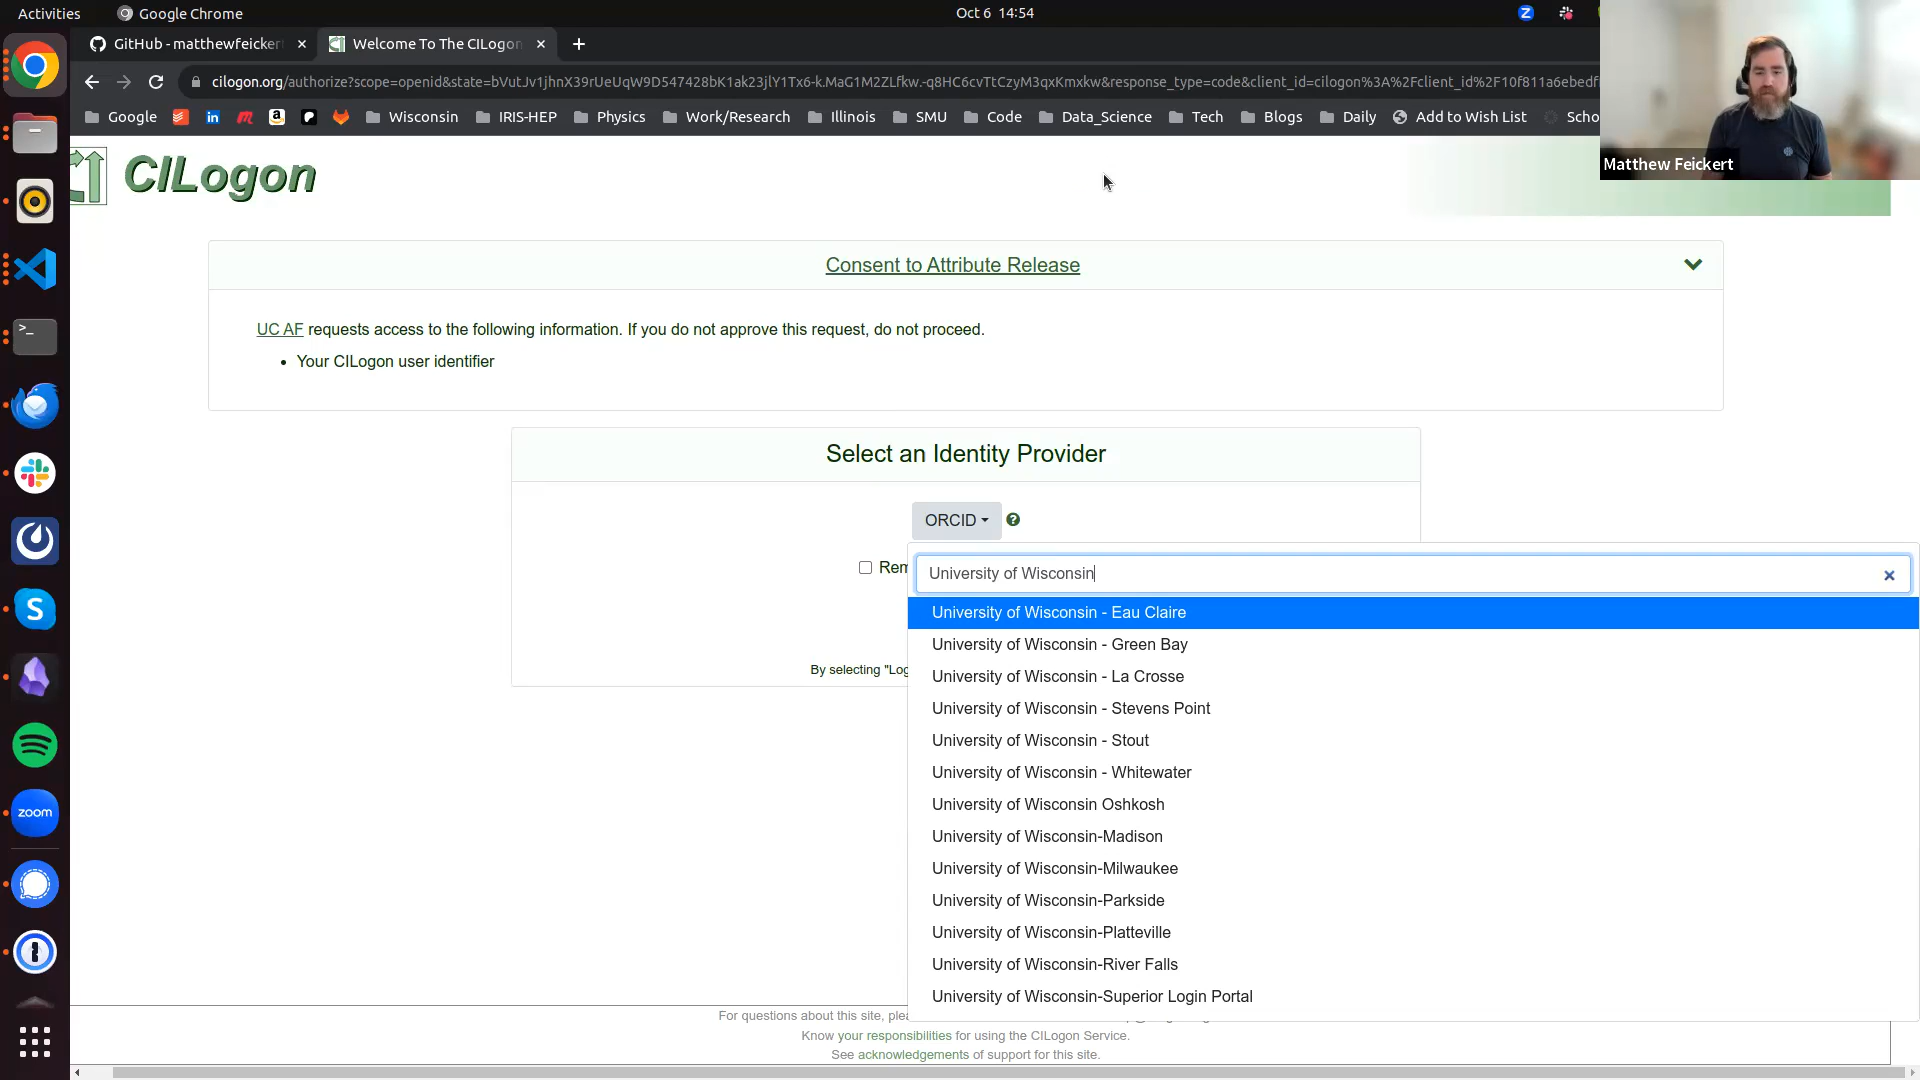 Activities
Google Chrome
Oct 6 14:54
GitHub - matthewfeicker
Welcome To The CILogon
cilogon.org/authorize?scope=openid&state=bVutJv1jhnX39rUeUqW9D547428bK1ak23jlY1Tx6-k.MaG1M2ZLfkw.-q8HC6cvTtCzyM3qxKmxkw&response_type=code&client_id=cilogon%3A%2Fclient_id%2F10f811a6ebedf
Google
Wisconsin
IRIS-HEP
Physics
Work/Research
Illinois
SMU
Code
Data_Science
Tech
Blogs
Daily
Add to Wish List
Scho
Matthew Feickert
CILogon
Consent to Attribute Release
UC AF requests access to the following information. If you do not approve this request, do not proceed.
• Your CILogon user identifier
Select an Identity Provider
ORCID
Rem
University of Wisconsin
University of Wisconsin - Eau Claire
University of Wisconsin - Green Bay
University of Wisconsin - La Crosse
By selecting "Log
University of Wisconsin - Stevens Point
University of Wisconsin - Stout
University of Wisconsin - Whitewater
University of Wisconsin Oshkosh
University of Wisconsin-Madison
University of Wisconsin-Milwaukee
University of Wisconsin-Parkside
University of Wisconsin-Platteville
University of Wisconsin-River Falls
University of Wisconsin-Superior Login Portal
zoom
For questions about this site, plea
Know your responsibilities for using the CILogon Service.
See acknowledgements of support for this site.